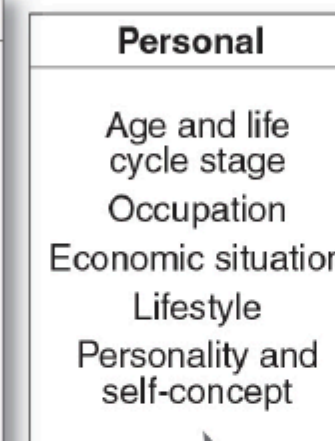 Personal
Age and life
cycle stage
Occupation
Economic situation
Lifestyle
Personality and
self-concept